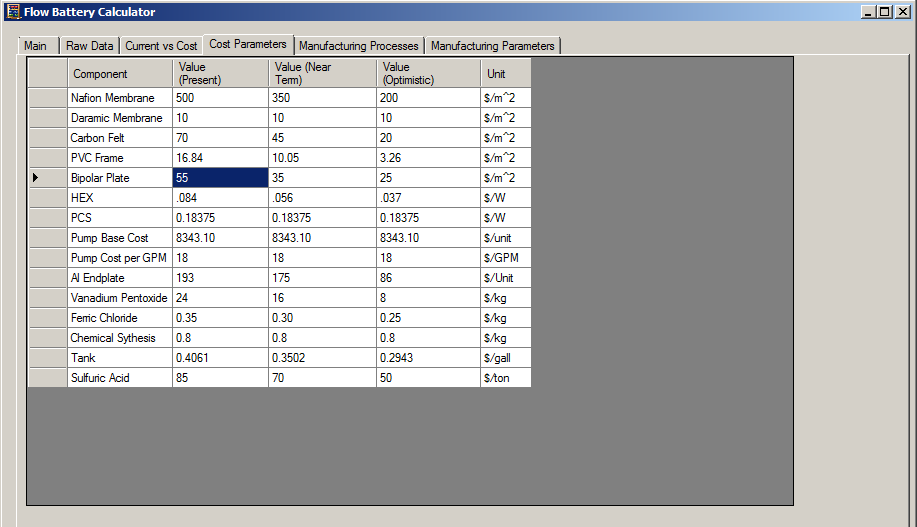 Flow Battery Calculator
Main Raw Data Current vs Cost Cost Parameters Manufacturing Processes Manufacturing Parameters
Component Value (Present) Value (Near Term) Value (Optimistic) Unit
Nafion Membrane 500 350 200 $/m^2
Daramic Membrane 10 10 10 $/m^2
Carbon Felt 70 45 20 $/m^2
PVC Frame 16.84 10.05 3.26 $/m^2
Bipolar Plate 55 35 25 $/m^2
HEX .084 .056 .037 $/W
PCS 0.18375 0.18375 0.18375 $/W
Pump Base Cost 8343.10 8343.10 8343.10 $/unit
Pump Cost per GPM 18 18 18 $/GPM
Al Endplate 193 175 86 $/Unit
Vanadium Pentoxide 24 16 8 $/kg
Ferric Chloride 0.35 0.30 0.25 $/kg
Chemical Sythesis 0.8 0.8 0.8 $/kg
Tank 0.4061 0.3502 0.2943 $/gall
Sulfuric Acid 85 70 50 $/ton